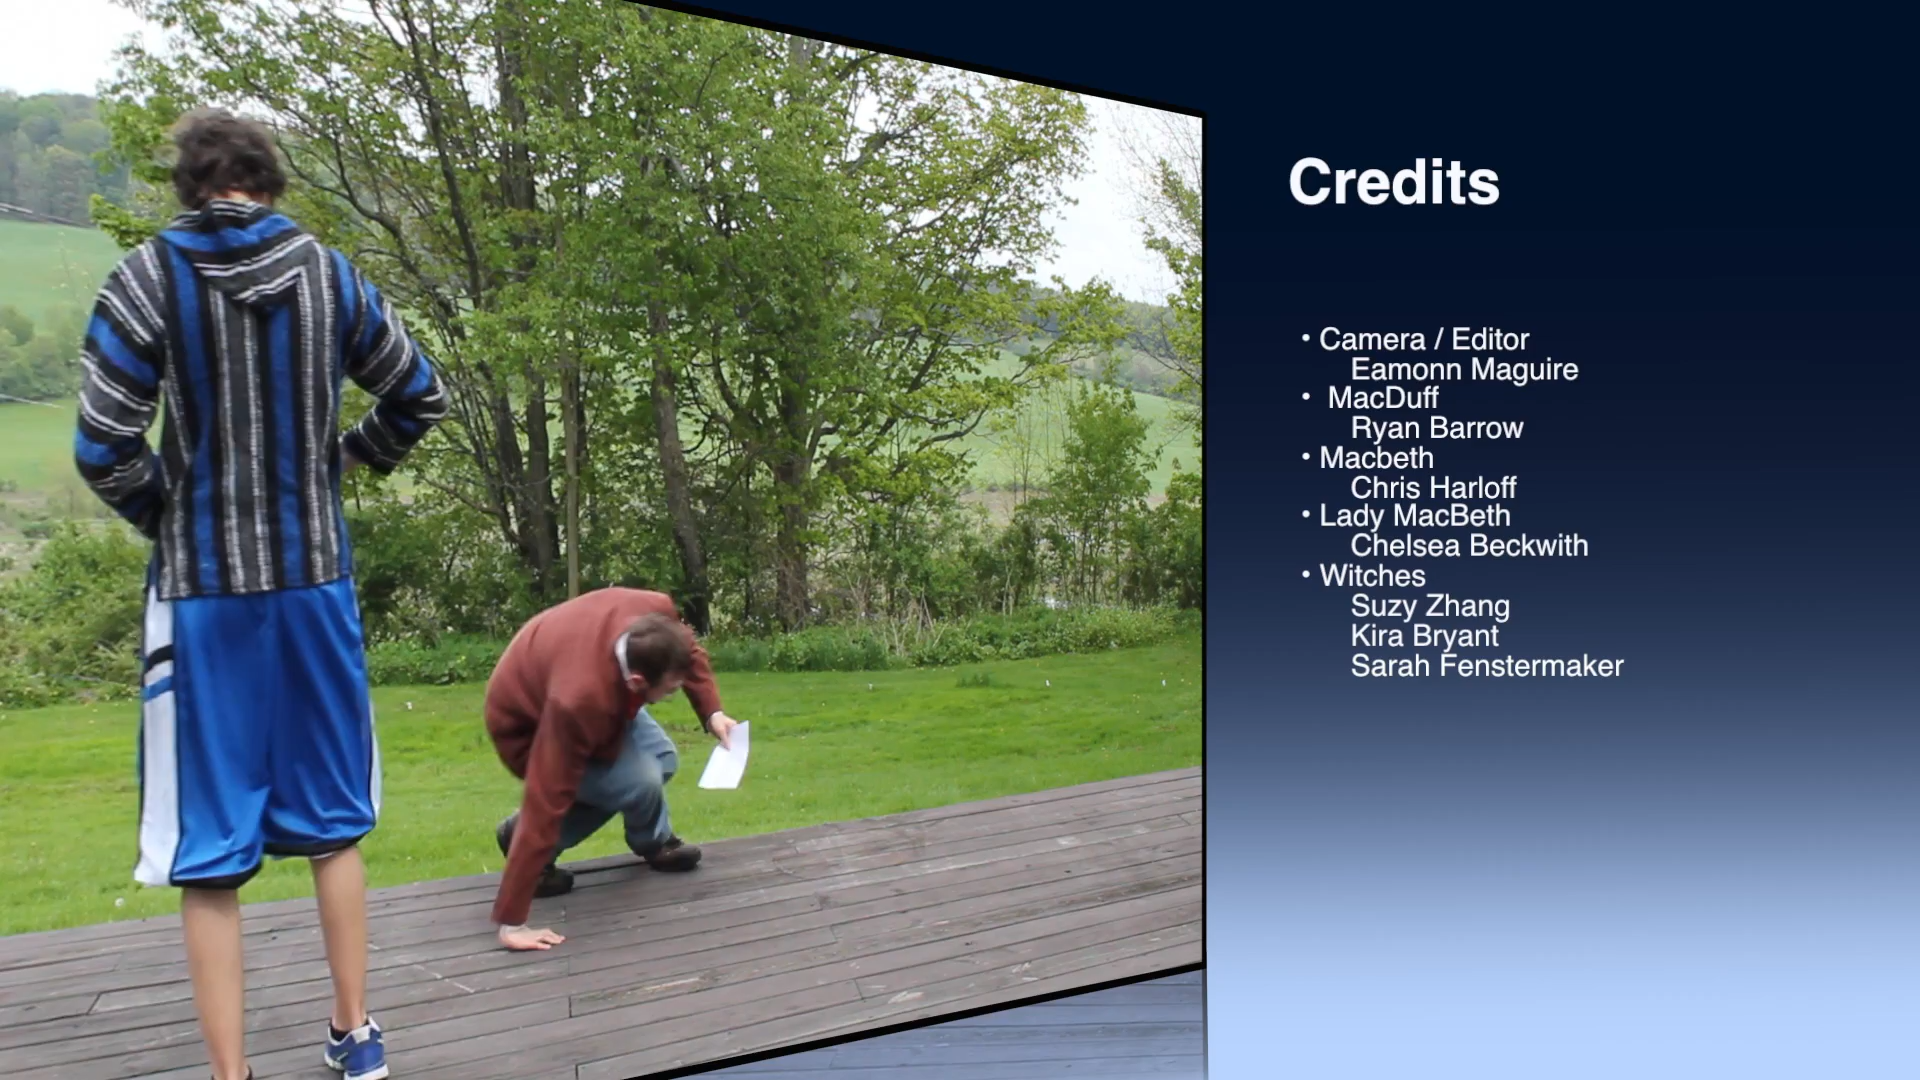 Credits
• Camera / Editor
Eamonn Maguire
• MacDuff
Ryan Barrow
• Macbeth
Chris Harloff
• Lady MacBeth
Chelsea Beckwith
• Witches
Suzy Zhang
Kira Bryant
Sarah Fenstermaker